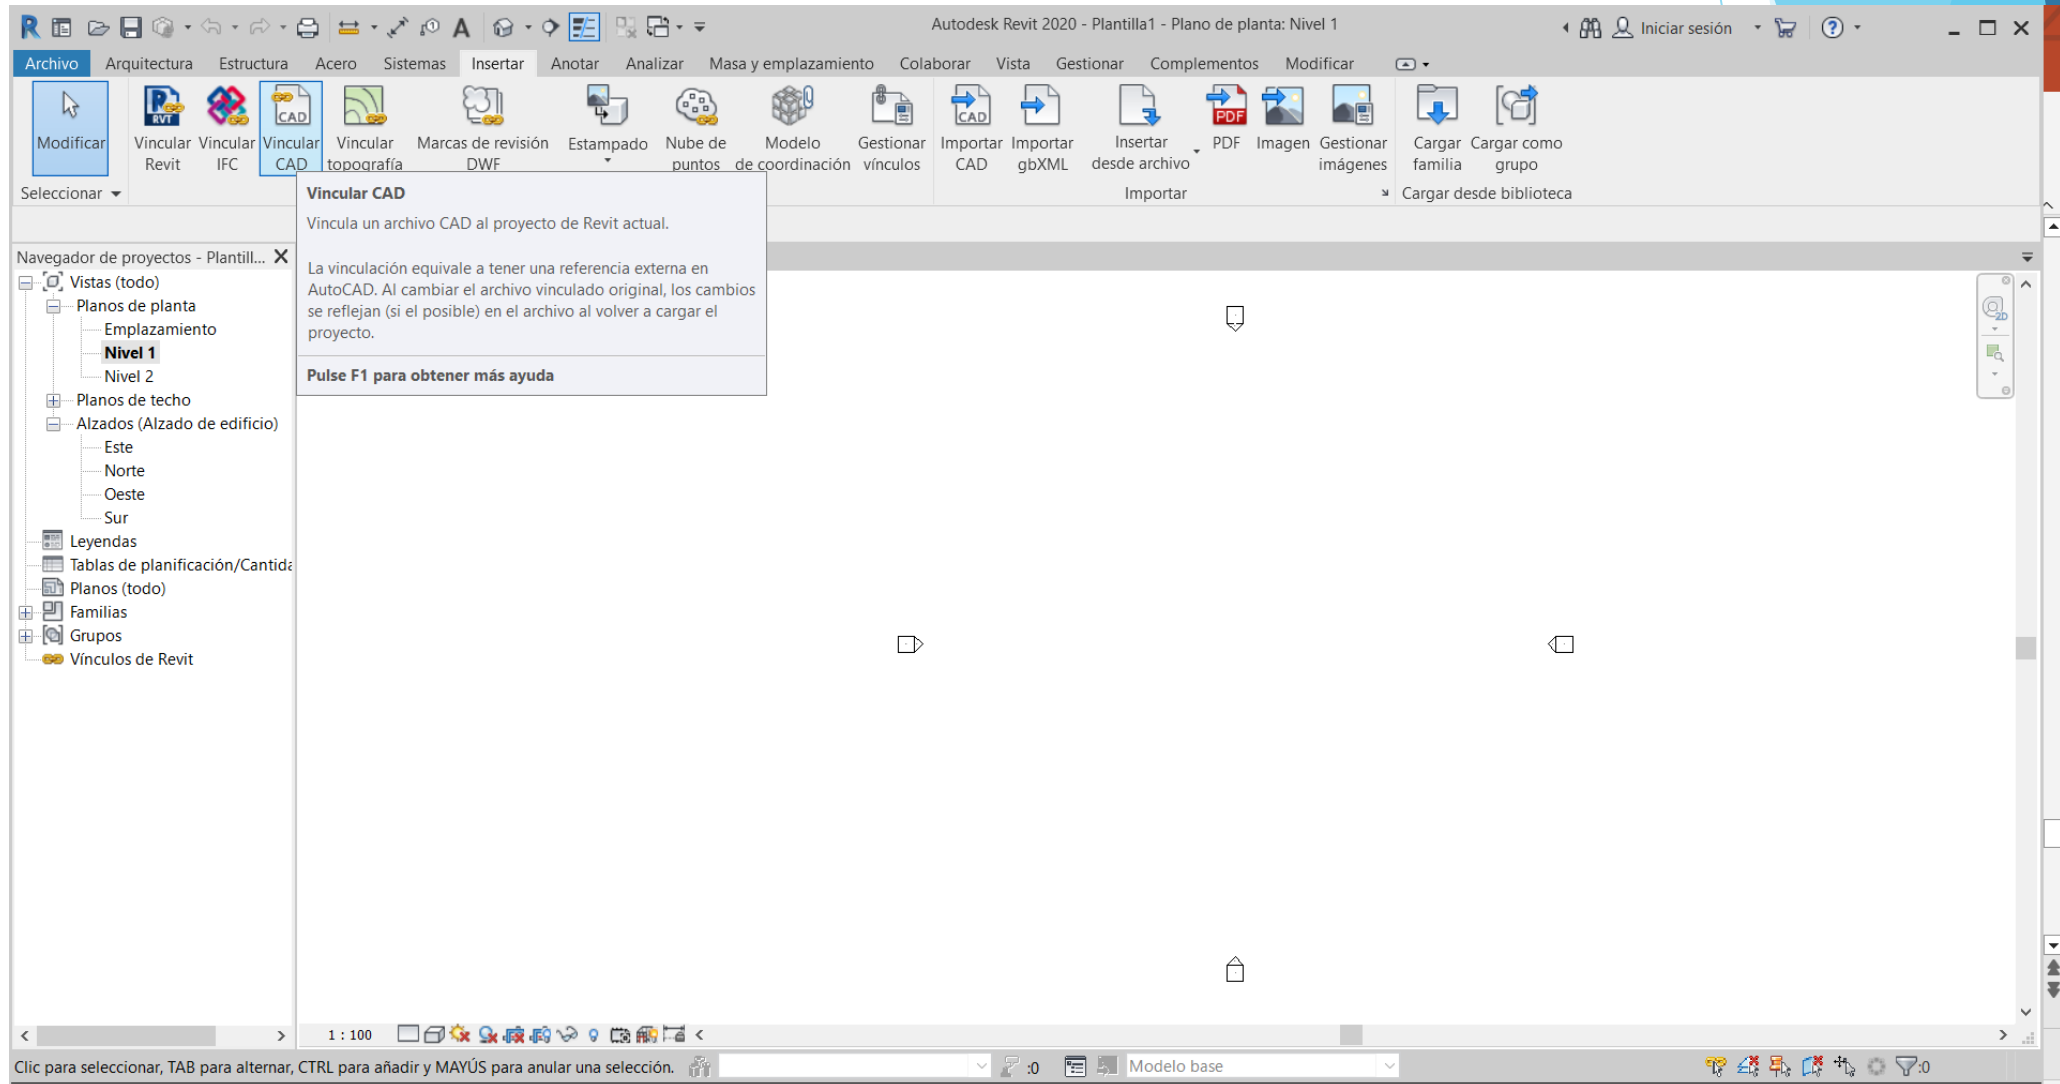 Autodesk Revit 2020 - Plantilla1 - Plano de planta: Nivel 1
Iniciar sesión
Archivo Arquitectura Estructura Acero Sistemas Insertar Anotar Analizar Masa y emplazamiento Colaborar Vista Gestionar Complementos Modificar
Modificar
Vincular Revit
Vincular IFC
Vincular CAD
Vincular topografía
Marcas de revisión DWF
Estampado
Nube de puntos
Modelo de coordinación
Gestionar vínculos
Importar CAD
Importar gbXML
Insertar desde archivo
PDF
Imagen
Gestionar imágenes
Cargar familia
Cargar como grupo
Seleccionar
Importar
Cargar desde biblioteca
Vincular CAD
Vincula un archivo CAD al proyecto de Revit actual.
La vinculación equivale a tener una referencia externa en
AutoCAD. Al cambiar el archivo vinculado original, los cambios
se reflejan (si el posible) en el archivo al volver a cargar el
proyecto.
Pulse F1 para obtener más ayuda
Navegador de proyectos - Plantill...
Vistas (todo)
Planos de planta
Emplazamiento
Nivel 1
Nivel 2
Planos de techo
Alzados (Alzado de edificio)
Este
Norte
Oeste
Sur
Leyendas
Tablas de planificación/Cantida
Planos (todo)
Familias
Grupos
Vínculos de Revit
1 : 100
Clic para seleccionar, TAB para alternar, CTRL para añadir y MAYÚS para anular una selección.
:0
Modelo base
:0